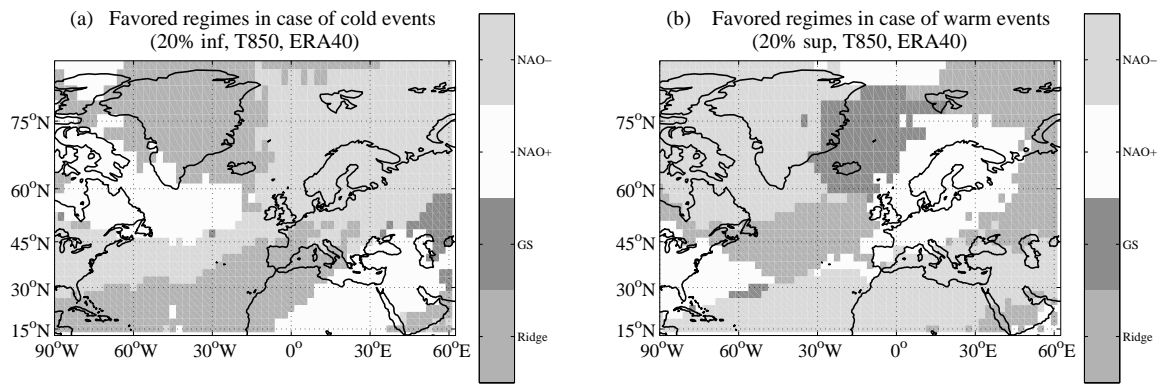 (a) Favored regimes in case of cold events
(20% inf, T850, ERA40)
75°N
60°N
45°N
30°N
15°N
90°W 60°W 30°W 0° 30°E 60°E
NAO−
NAO+
GS
Ridge
(b) Favored regimes in case of warm events
(20% sup, T850, ERA40)
75°N
60°N
45°N
30°N
15°N
90°W 60°W 30°W 0° 30°E 60°E
NAO−
NAO+
GS
Ridge